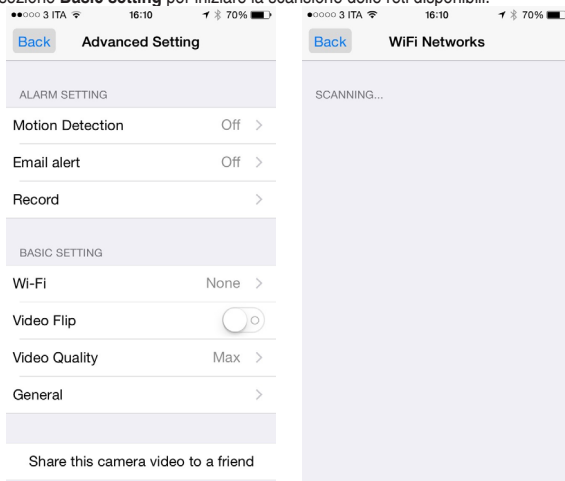 sezione Basic setting per iniziare la scansione delle reti disponibili.
3 ITA 16:10 70%
Back Advanced Setting
ALARM SETTING
Motion Detection Off
Email alert Off
Record
BASIC SETTING
Wi-Fi None
Video Flip
Video Quality Max
General
Share this camera video to a friend
3 ITA 16:10 70%
Back WiFi Networks
SCANNING...